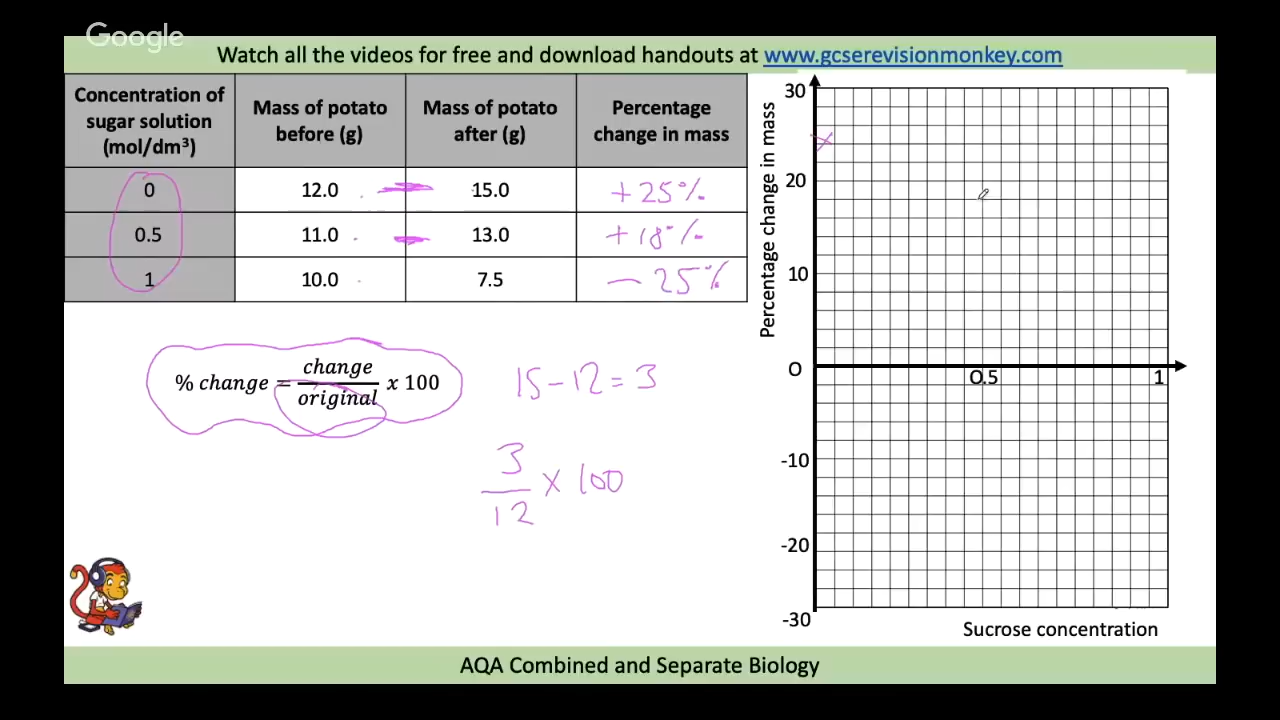 Google
Watch all the videos for free and download handouts at www.gcserevisionmonkey.com
Concentration of
sugar solution
(mol/dm³)
Mass of potato
before (g)
Mass of potato
after (g)
Percentage
change in mass
0 12.0 15.0 +25%
0.5 11.0 13.0 +18%
1 10.0 7.5 -25%
% change = change/original x 100
15-12=3
3/12 x 100
Percentage change in mass
30
20
10
0
-10
-20
-30
0.5 1
Sucrose concentration
AQA Combined and Separate Biology